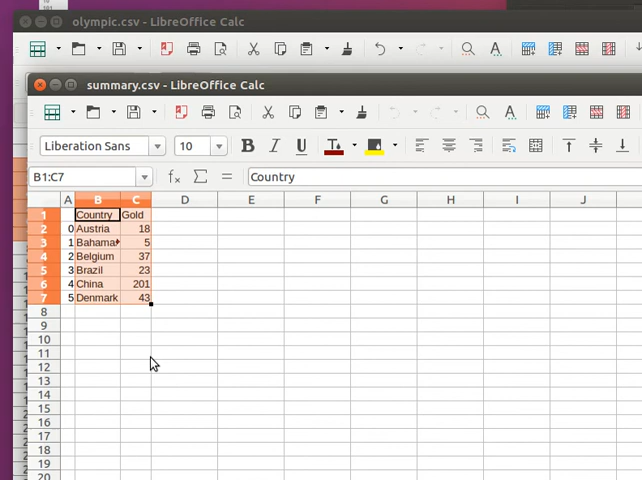 olympic.csv - LibreOffice Calc
summary.csv - LibreOffice Calc
Liberation Sans 10
B1:C7 Country
A B C D E F G H I J
1 Country Gold
2 0 Austria 18
3 1 Bahama 5
4 2 Belgium 37
5 3 Brazil 23
6 4 China 201
7 5 Denmark 43
8
9
10
11
12
13
14
15
16
17
18
19
20